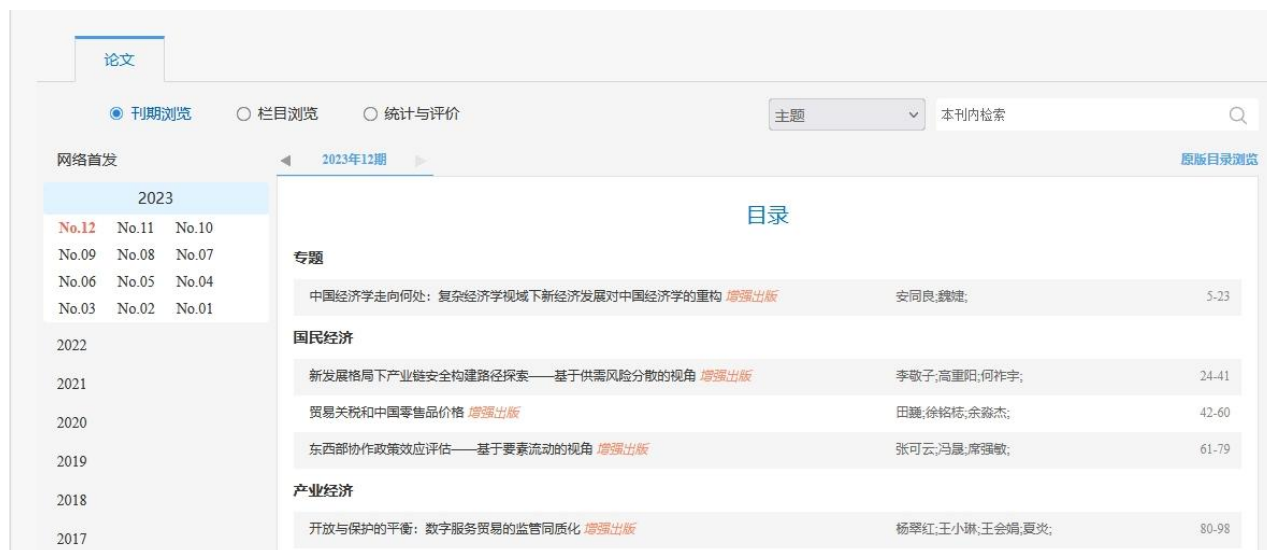 论文
刊期浏览 栏目浏览 统计与评价 主题 本刊内检索
网络首发 2023年12期 原版目录浏览
2023
No.12 No.11 No.10
No.09 No.08 No.07
No.06 No.05 No.04
No.03 No.02 No.01
2022
2021
2020
2019
2018
2017
目录
专题
中国经济学走向何处：复杂经济学视域下新经济发展对中国经济学的重构 增强出版 安同良;魏婕; 5-23
国民经济
新发展格局下产业链安全构建路径探索——基于供需风险分散的视角 增强出版 李敬子;高重阳;何祚宇; 24-41
贸易关税和中国零售品价格 增强出版 田巍;徐铭梽;余淼杰; 42-60
东西部协作政策效应评估——基于要素流动的视角 增强出版 张可云;冯晟;席强敏; 61-79
产业经济
开放与保护的平衡：数字服务贸易的监管同质化 增强出版 杨翠红;王小琳;王会娟;夏炎; 80-98